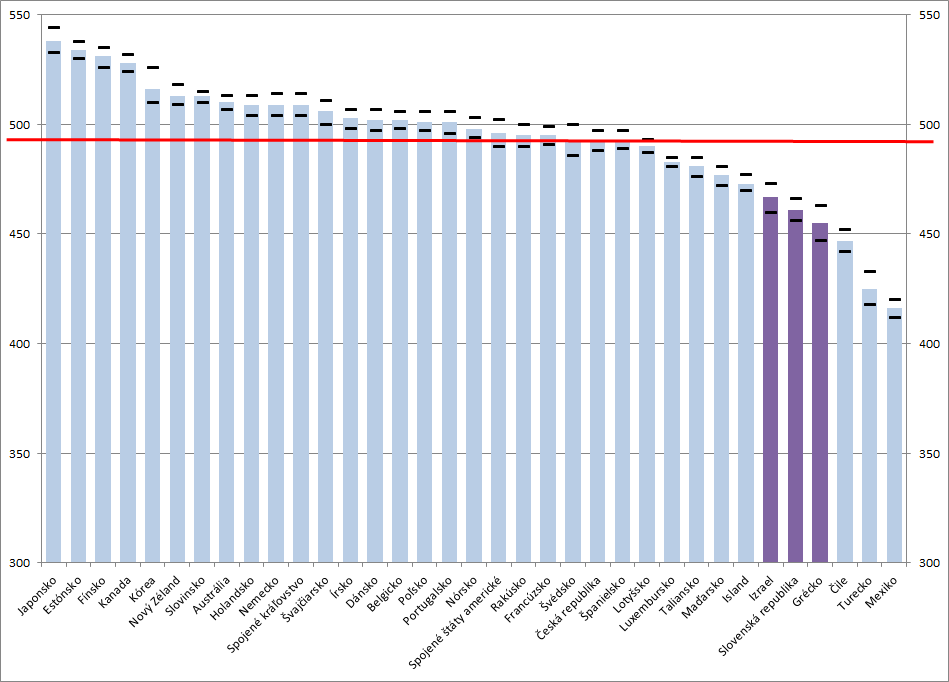 550
550
500
500
450
450
400
400
350
350
300
300
Japonsko
Estónsko
Fínsko
Kanada
Kórea
Nový Zéland
Slovinsko
Austrália
Holandsko
Nemecko
Spojené kráľovstvo
Švajčiarsko
Írsko
Dánsko
Belgicko
Poľsko
Portugalsko
Nórsko
Spojené štáty americké
Rakúsko
Francúzsko
Švédsko
Česká republika
Španielsko
Lotyšsko
Luxembursko
Taliansko
Maďarsko
Island
Izrael
Slovenská republika
Grécko
Čile
Turecko
Mexiko